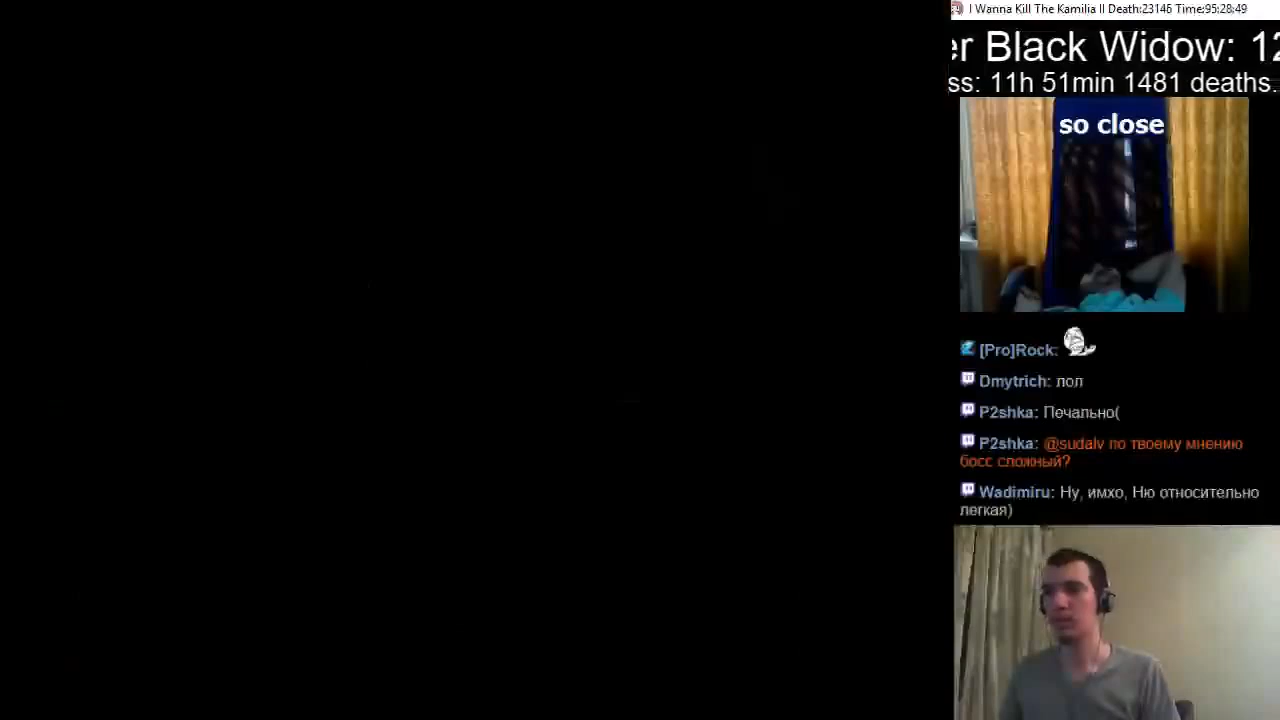 I Wanna Kill The Kamilia II Death:23146 Time:95:28:49
er Black Widow: 12
ss: 11h 51min 1481 deaths.
so close
[Pro]Rock:
Dmytrich: лол
P2shka: Печально(
P2shka: @sudalv по твоему мнению
босс сложный?
Wadimiru: Ну, имхо, Ню относительно
легкая)